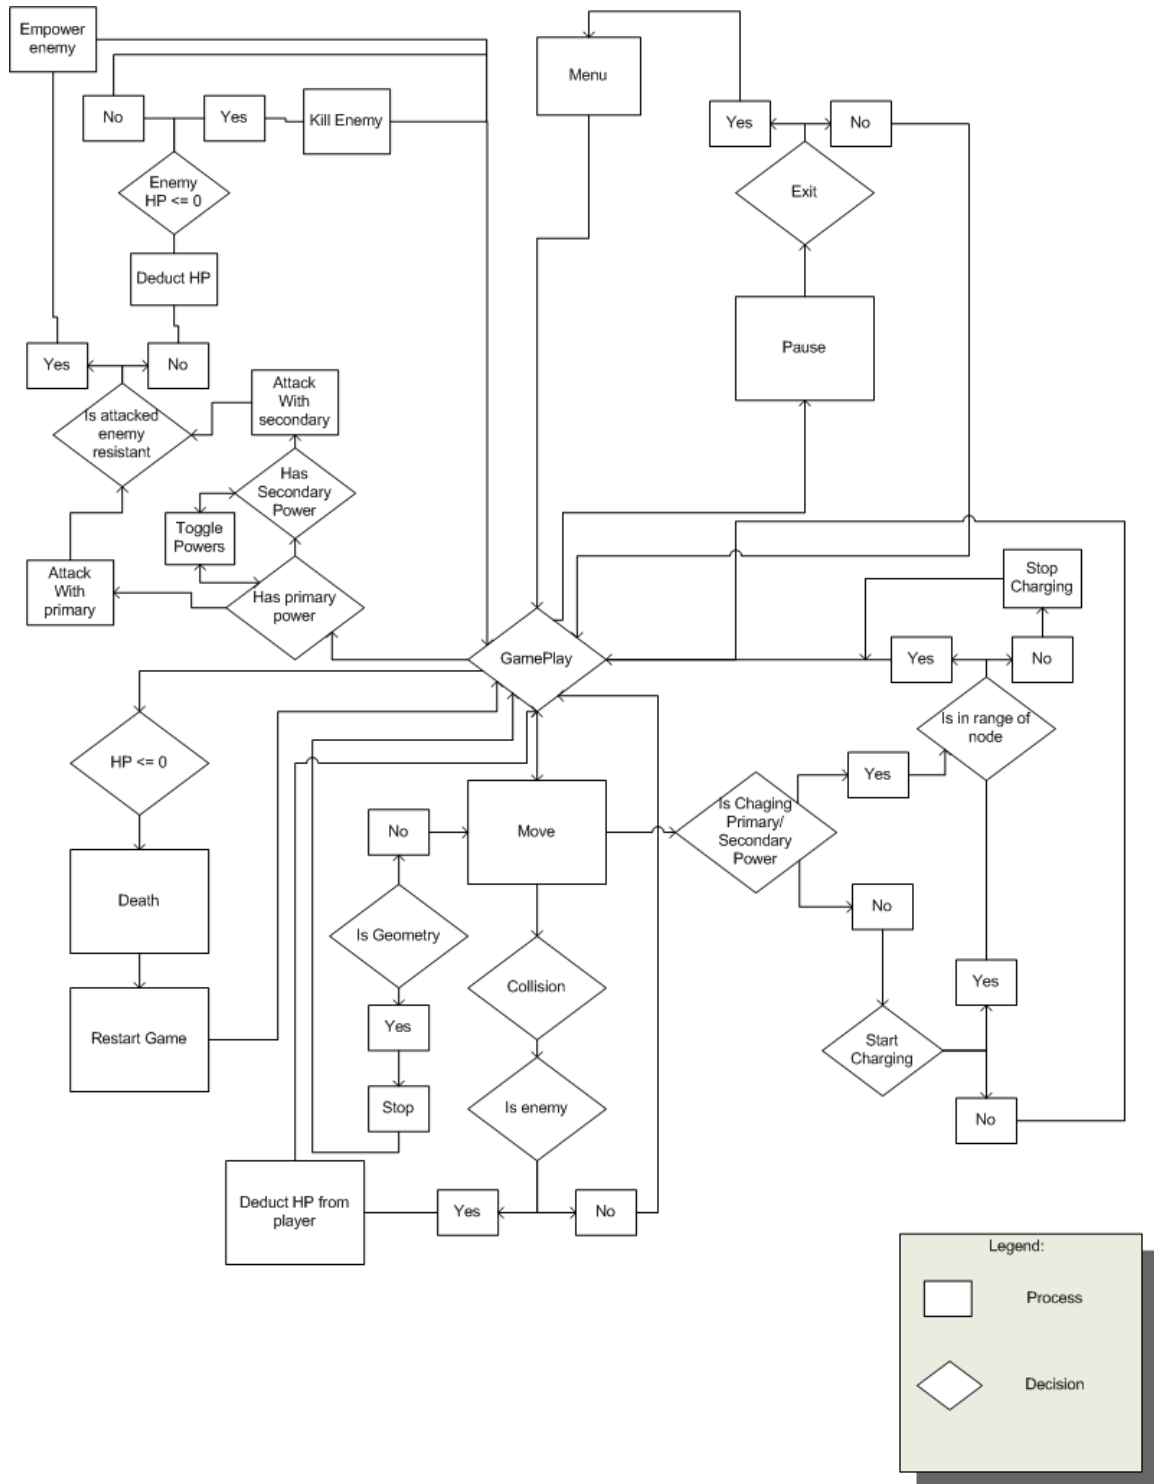 Empower
enemy
Menu
No
Yes
Kill Enemy
Yes
No
Enemy
HP <= 0
Exit
Deduct HP
Pause
Yes
No
Attack
With
secondary
Is attacked
enemy
resistant
Has
Secondary
Power
Toggle
Powers
Attack
With
primary
Has primary
power
Stop
Charging
GamePlay
Yes
No
Is in range of
node
HP <= 0
Yes
No
Move
Is Chaging
Primary/
Secondary
Power
Death
No
Is Geometry
Collision
Yes
Restart Game
Yes
Start
Charging
Stop
Is enemy
No
Deduct HP from
player
Yes
No
Legend:
Process
Decision